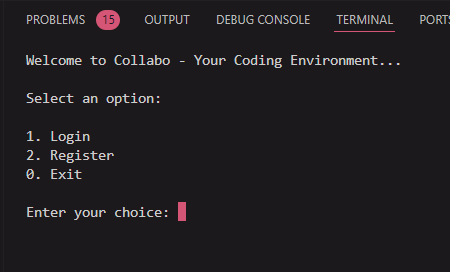 PROBLEMS 15 OUTPUT DEBUG CONSOLE TERMINAL PORTS
Welcome to Collabo - Your Coding Environment...
Select an option:
1. Login
2. Register
0. Exit
Enter your choice: